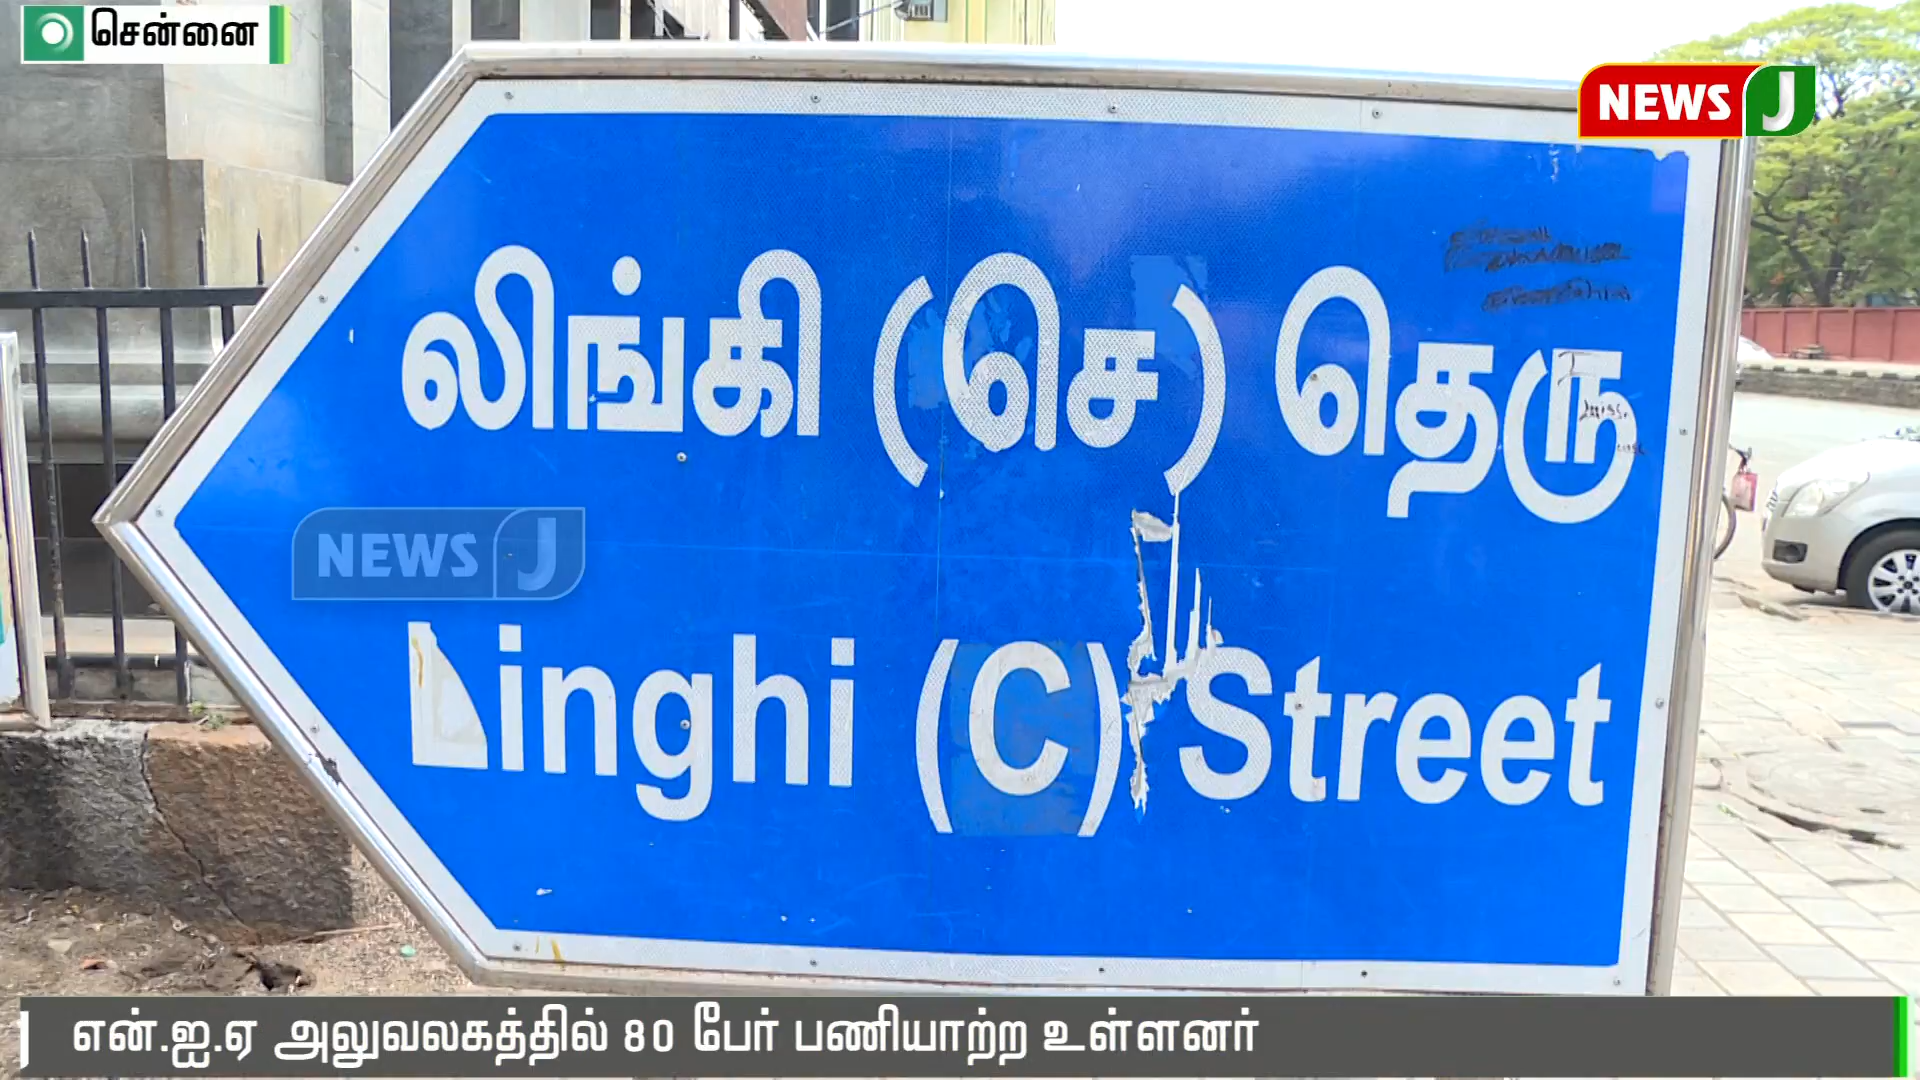 சென்னை
NEWS J
லிங்கி (செ) தெரு
NEWS J
Linghi (C) Street
என்.ஐ.ஏ அலுவலகத்தில் 80 பேர் பணியாற்ற உள்ளனர்